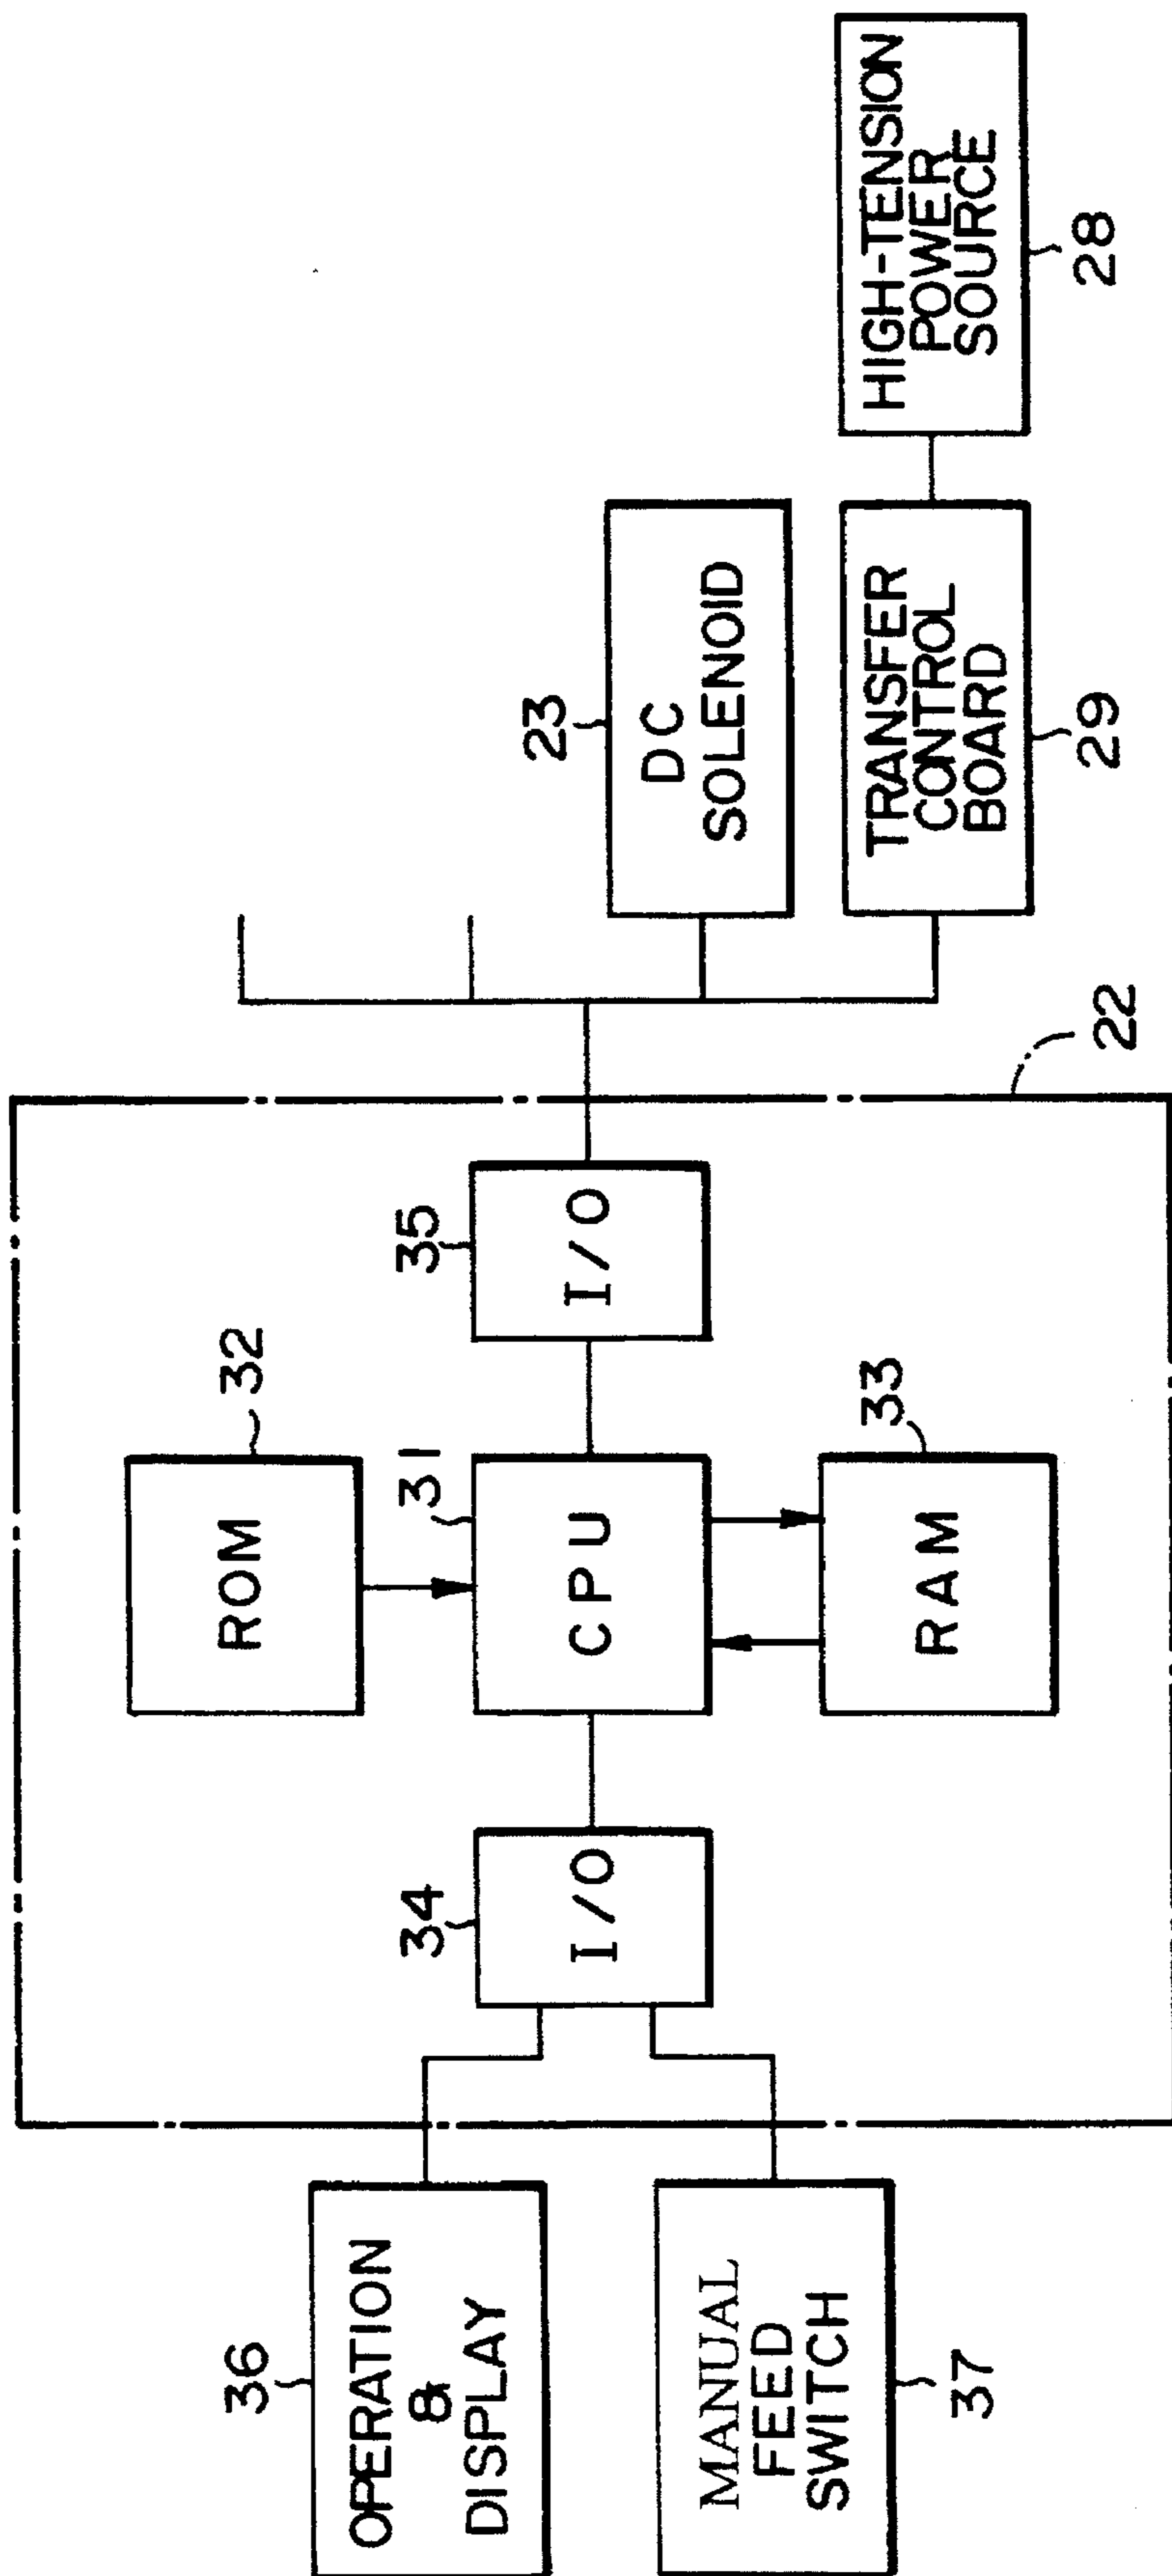 36
OPERATION
&
DISPLAY
MANUAL
FEED
SWITCH
37
34
I/O
ROM
32
31
CPU
RAM
33
35
I/O
22
23
DC
SOLENOID
TRANSFER
CONTROL
BOARD
29
HIGH-TENSION
POWER
SOURCE
28